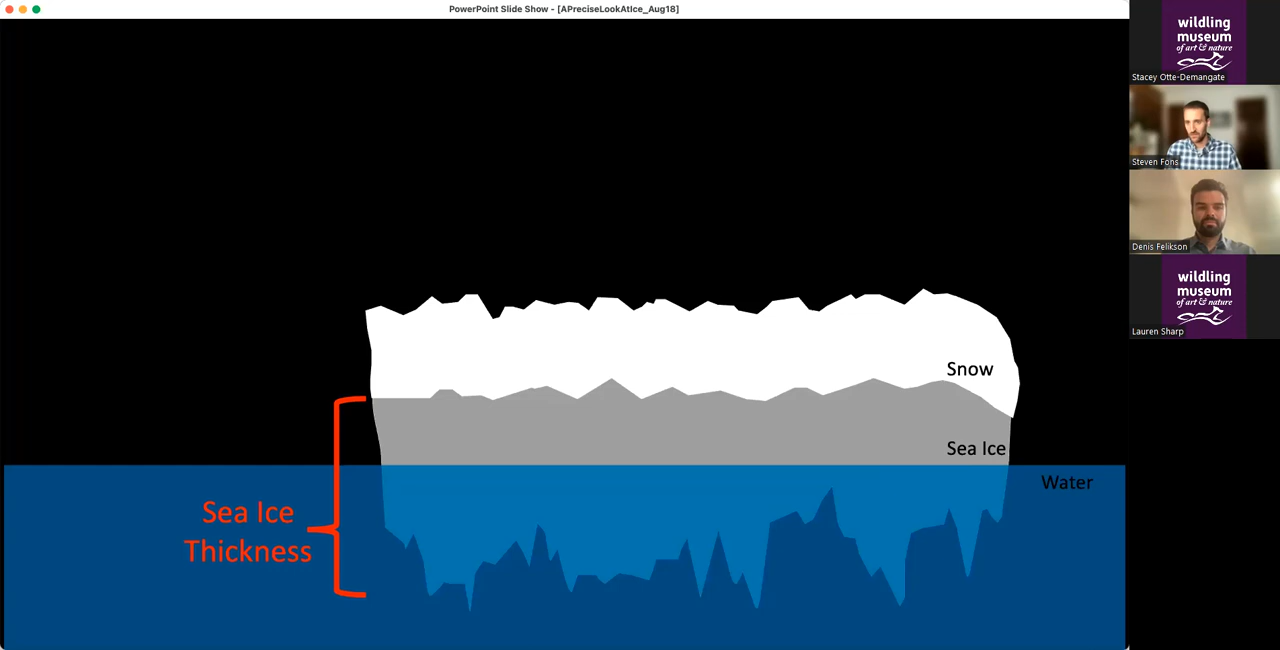 PowerPoint Slide Show - [APreciseLookAtIce_Aug18]
wildling
museum
of art & nature
Stacey Otte-Demangate
Steven Fons
Denis Felikson
wildling
museum
of art & nature
Lauren Sharp
Snow
Sea Ice
Water
Sea Ice
Thickness